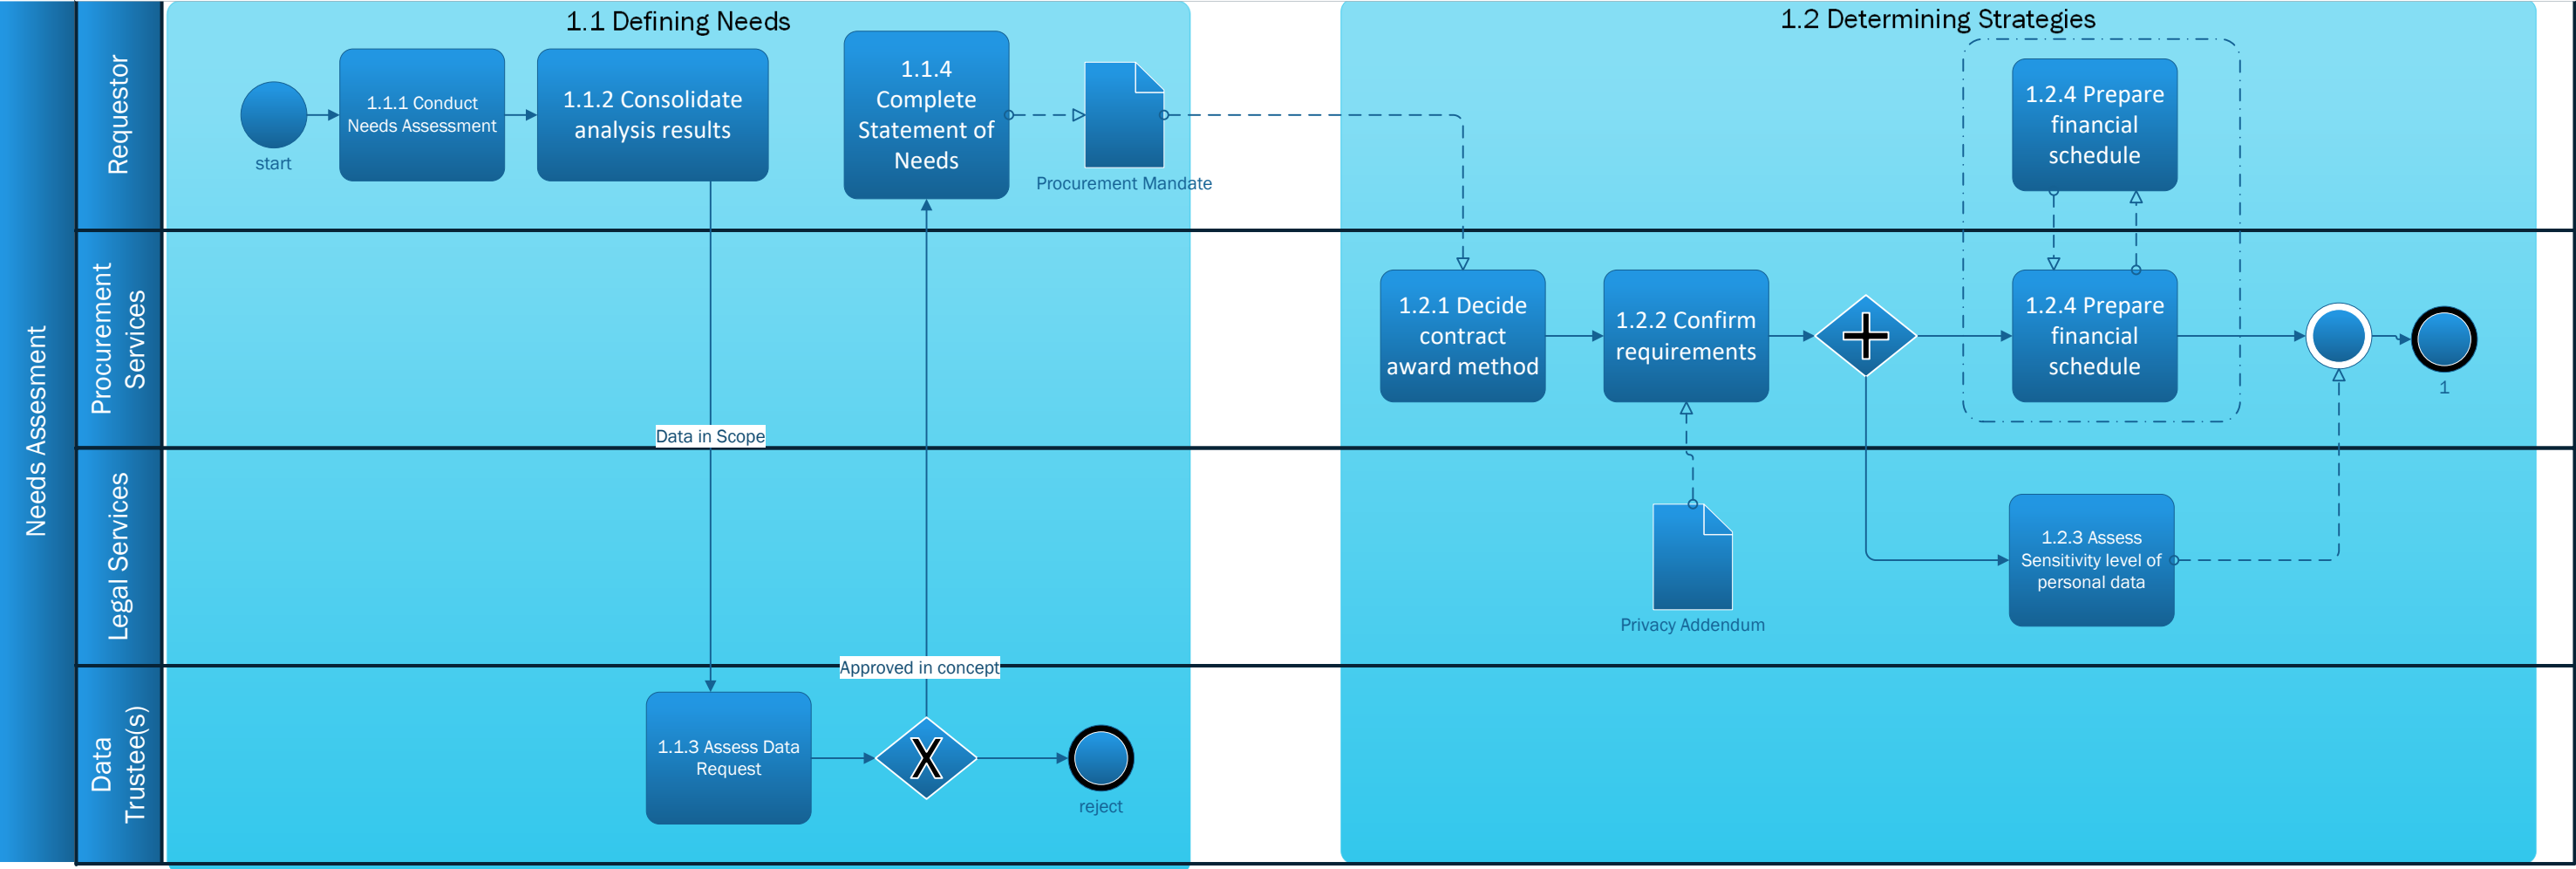 Needs Assessment
Requestor
Procurement
Services
Legal Services
Data
Trustee(s)
1.1 Defining Needs
start
1.1.1 Conduct
Needs Assessment
1.1.2 Consolidate
analysis results
1.1.4
Complete
Statement of
Needs
Procurement Mandate
Data in Scope
Approved in concept
1.1.3 Assess Data
Request
X
reject
1.2 Determining Strategies
1.2.4 Prepare
financial
schedule
1.2.1 Decide
contract
award method
1.2.2 Confirm
requirements
1.2.4 Prepare
financial
schedule
1
Privacy Addendum
1.2.3 Assess
Sensitivity level of
personal data